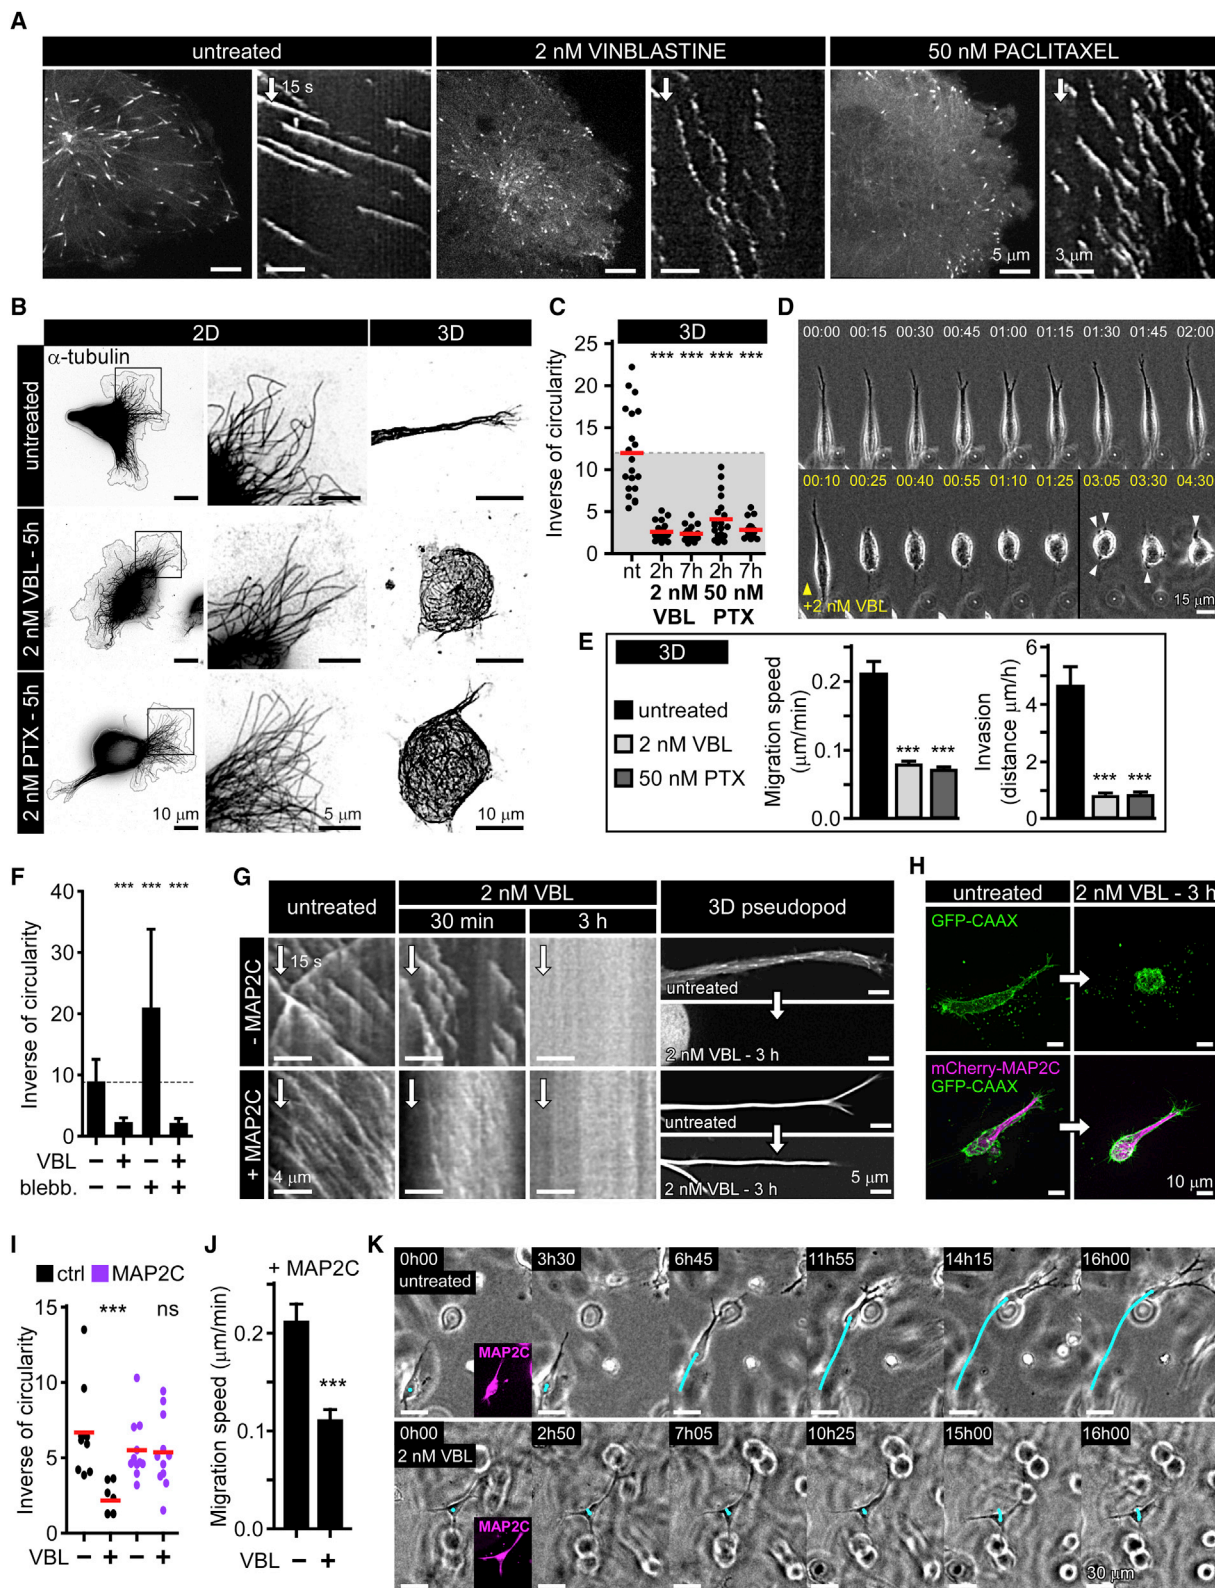 A
untreated
2 nM VINBLASTINE
50 nM PACLITAXEL
15 s
5 μm
3 μm
B
2D
3D
α-tubulin
untreated
2 nM VBL - 5h
2 nM PTX - 5h
10 μm
5 μm
10 μm
C
3D
25
20
15
10
5
0
Inverse of circularity
*** *** *** ***
nt 2h 7h 2h 7h
2 nM 50 nM
VBL PTX
D
00:00 00:15 00:30 00:45 01:00 01:15 01:30 01:45 02:00
00:10 00:25 00:40 00:55 01:10 01:25 03:05 03:30 04:30
+2 nM VBL
15 μm
E
3D
untreated
2 nM VBL
50 nM PTX
Migration speed
(μm/min)
0.2
0.1
0.0
*** ***
Invasion
(distance μm/h)
6
4
2
0
*** ***
F
Inverse of circularity
40
30
20
10
0
*** *** ***
VBL − + − +
blebb. − − + +
G
untreated
2 nM VBL
30 min
3 h
3D pseudopod
- MAP2C
+ MAP2C
15 s
4 μm
untreated
2 nM VBL - 3 h
untreated
5 μm
2 nM VBL - 3 h
H
untreated
2 nM VBL - 3 h
GFP-CAAX
mCherry-MAP2C
GFP-CAAX
10 μm
I
ctrl MAP2C
Inverse of circularity
15
10
5
0
*** ns
VBL − + − +
J
+ MAP2C
Migration speed (μm/min)
0.2
0.1
0.0
***
VBL − +
K
0h00 3h30 6h45 11h55 14h15 16h00
untreated
MAP2C
0h00 2h50 7h05 10h25 15h00 16h00
2 nM VBL
MAP2C
30 μm